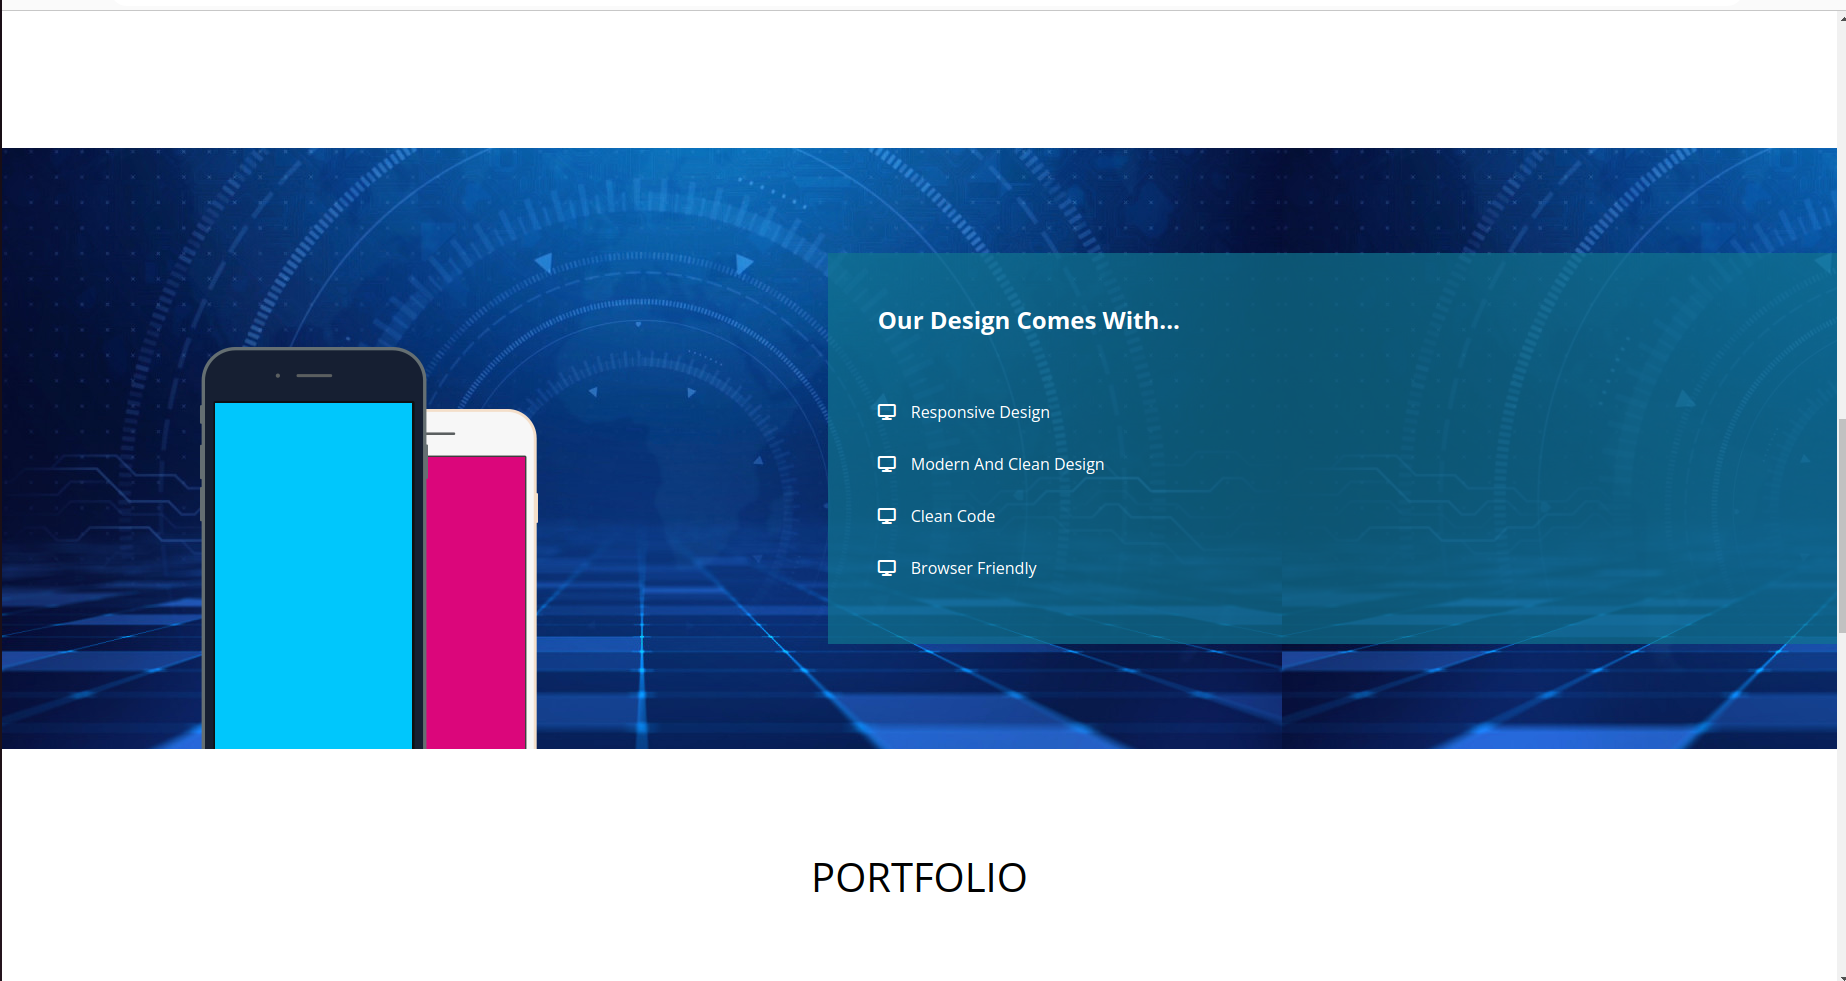 Our Design Comes With...
Responsive Design
Modern And Clean Design
Clean Code
Browser Friendly
PORTFOLIO